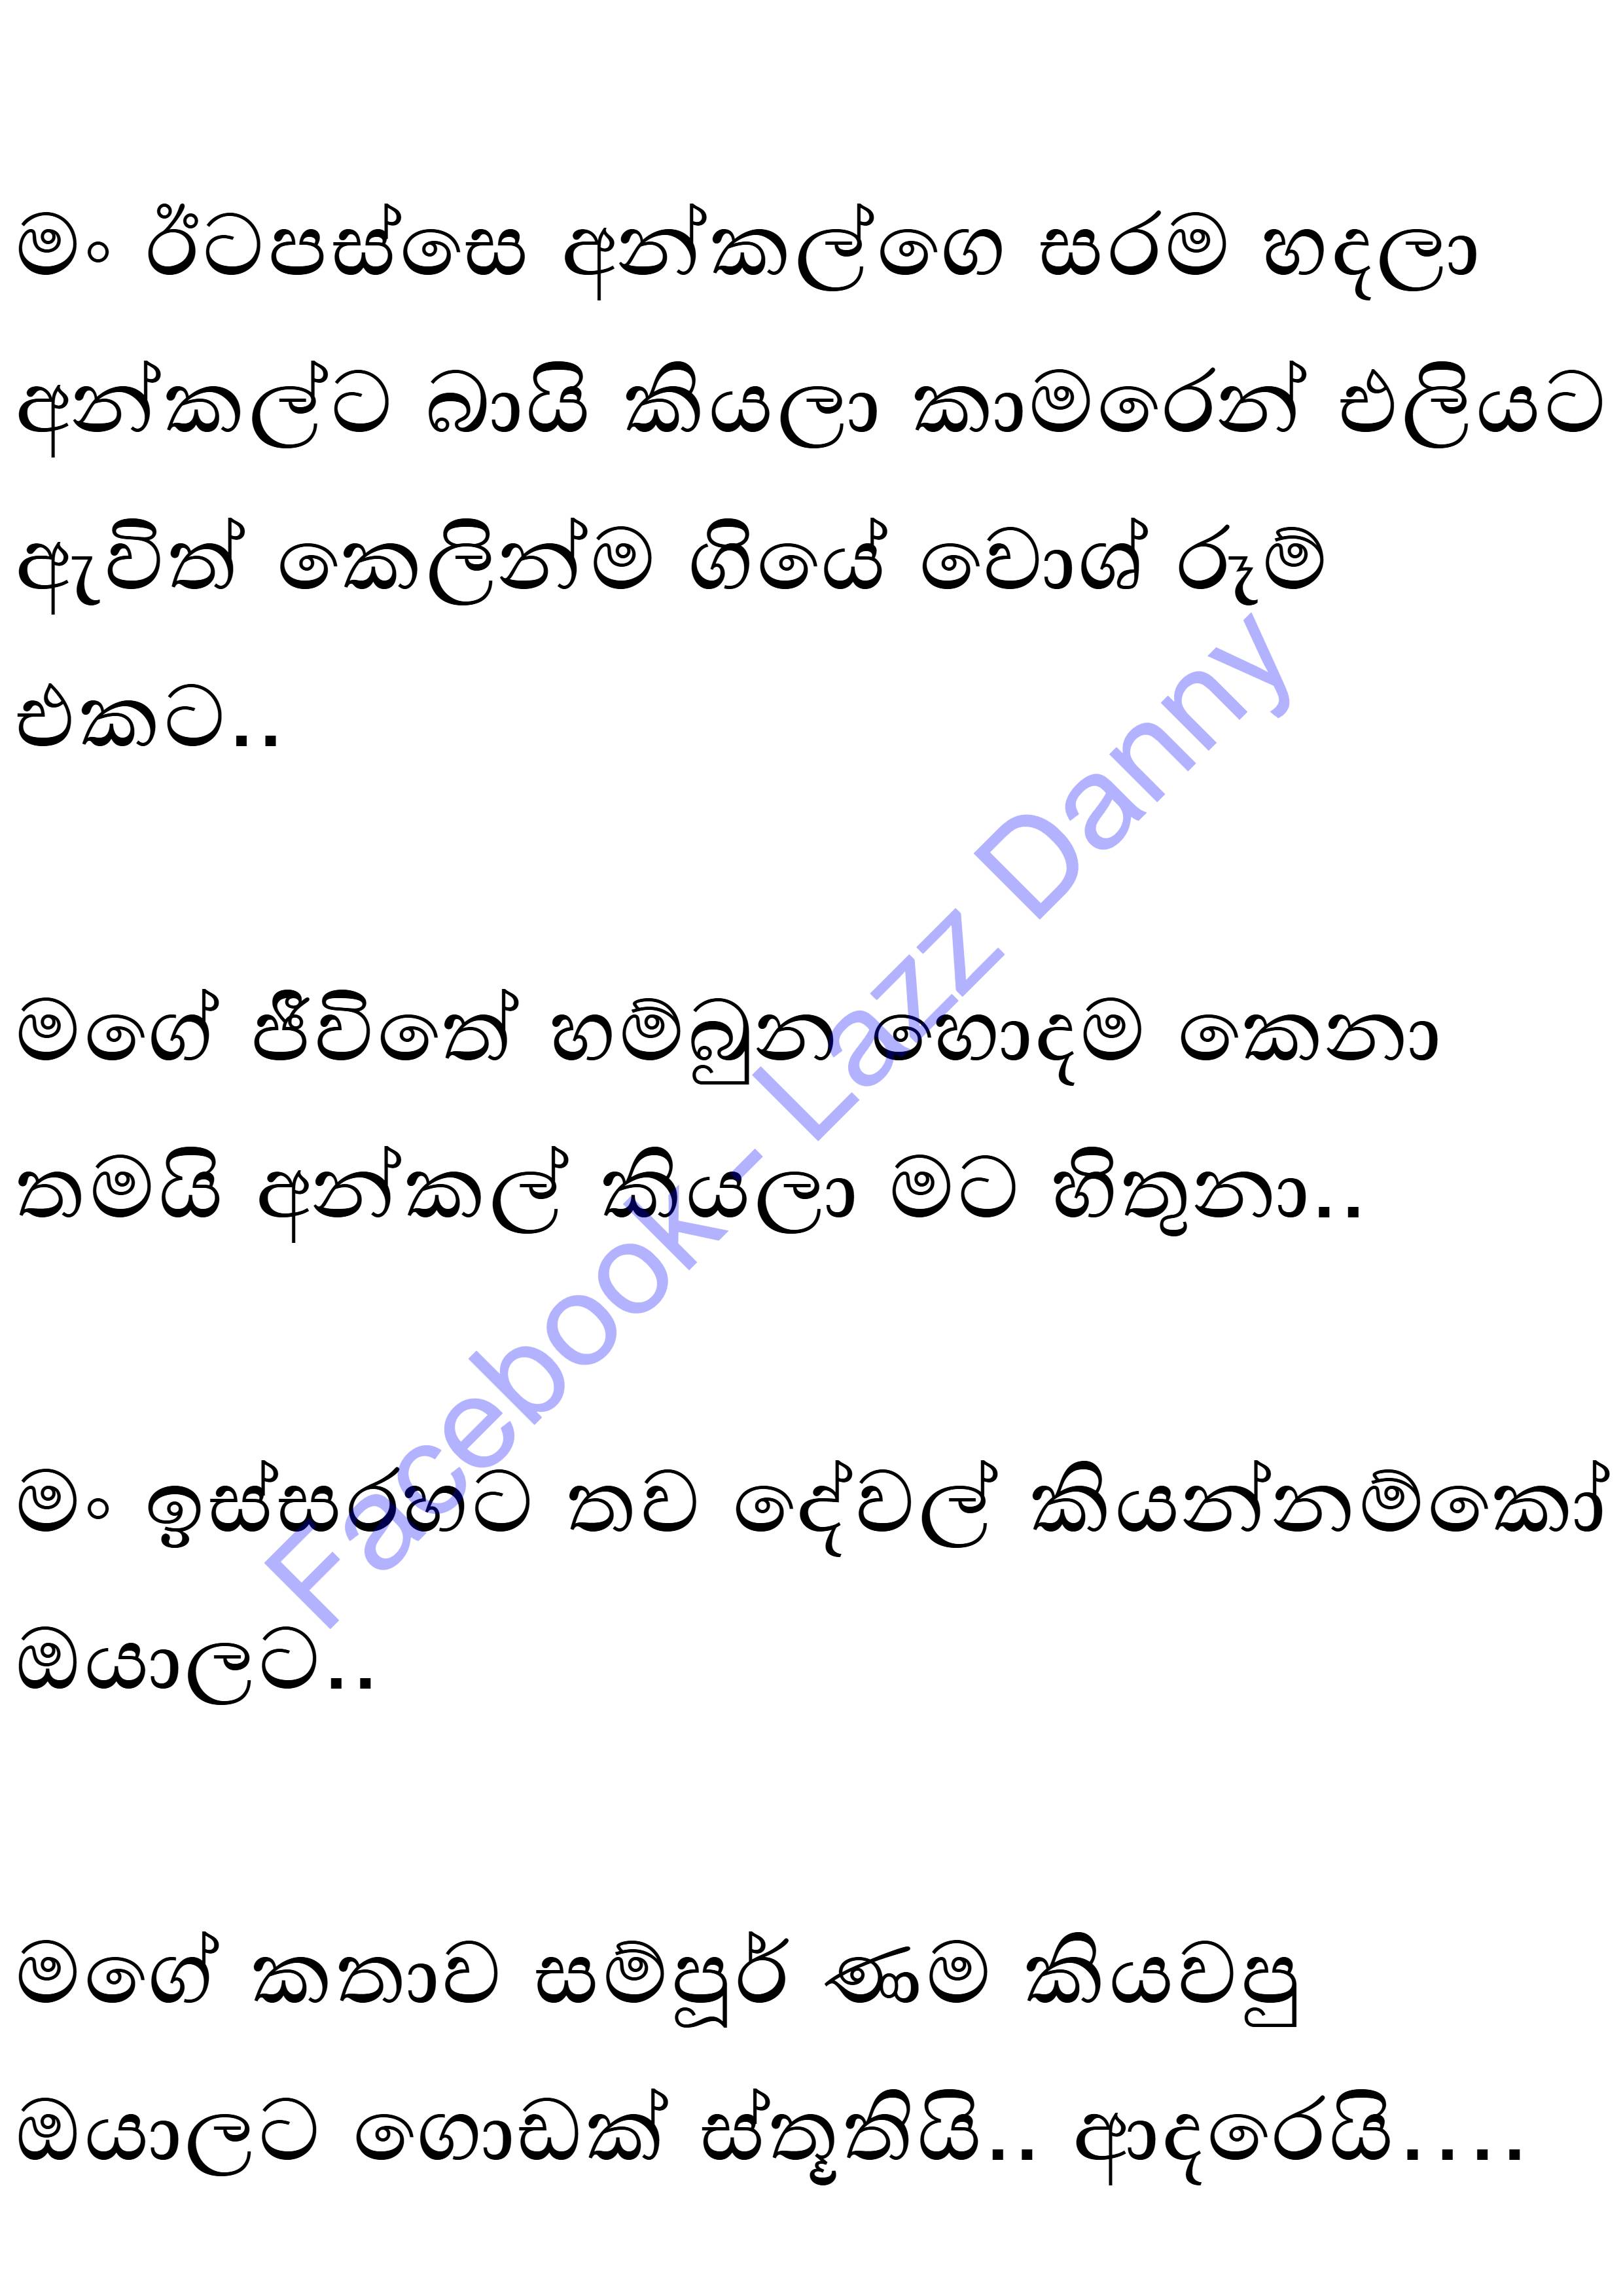 මං ඊටපස්සෙ අන්කල්ගෙ සරම හදලා
අන්කල්ට බායි කියලා කාමරෙන් එලියට
ඇවිත් කෙලින්ම ගියේ වොශ් රූම්
එකට..
මගේ ජීවිතේ හම්බුන හොදම කෙනා
තමයි අන්කල් කියලා මට හිතුනා..
මං ඉස්සරහට තව දේවල් කියන්නම්කෝ
ඔයාලට..
මගේ කතාව සම්පූර් ණම කියවපු
ඔයාලට ගොඩක් ස්තූතියි.. ආදරෙයි....
Facebook- Lazz Danny